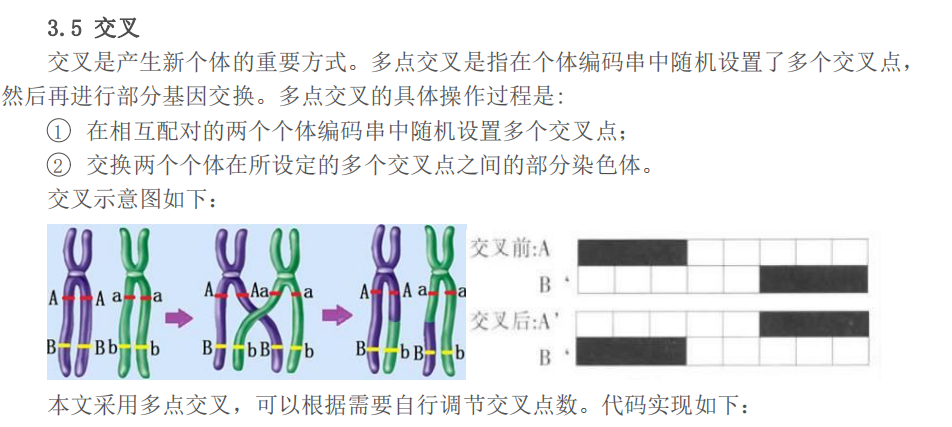 3.5 交叉
交叉是产生新个体的重要方式。多点交叉是指在个体编码串中随机设置了多个交叉点，
然后再进行部分基因交换。多点交叉的具体操作过程是:
① 在相互配对的两个个体编码串中随机设置多个交叉点；
② 交换两个个体在所设定的多个交叉点之间的部分染色体。
交叉示意图如下：
A A a a A Aa a A A a a
B Bb b B bB b B bB b
交叉前:A
B '
交叉后:A'
B '
本文采用多点交叉，可以根据需要自行调节交叉点数。代码实现如下：